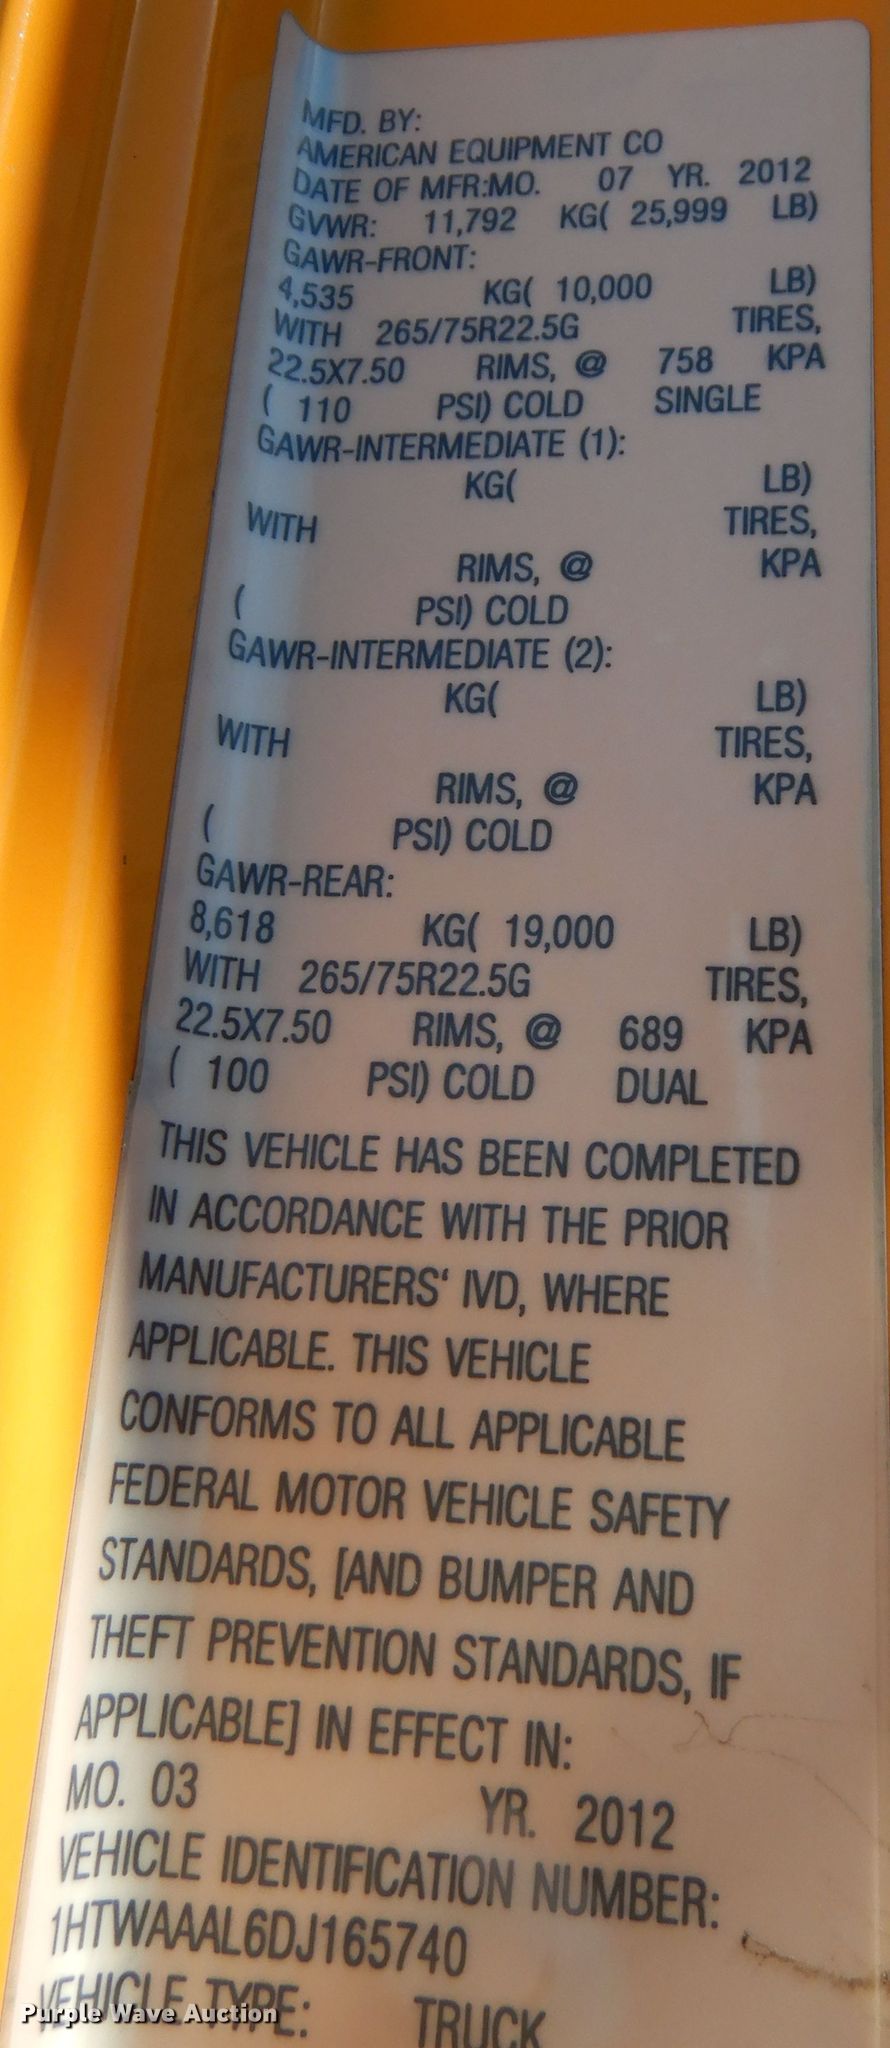 MFD. BY:
AMERICAN EQUIPMENT CO
DATE OF MFR:MO. 07 YR. 2012
GVWR: 11,792 KG( 25,999 LB)
GAWR-FRONT:
4,535 KG( 10,000 LB)
WITH 265/75R22.5G TIRES,
22.5X7.50 RIMS, @ 758 KPA
( 110 PSI) COLD SINGLE
GAWR-INTERMEDIATE (1):
KG( LB)
WITH TIRES,
RIMS, @ KPA
( PSI) COLD
GAWR-INTERMEDIATE (2):
KG( LB)
WITH TIRES,
RIMS, @ KPA
( PSI) COLD
GAWR-REAR:
8,618 KG( 19,000 LB)
WITH 265/75R22.5G TIRES,
22.5X7.50 RIMS, @ 689 KPA
( 100 PSI) COLD DUAL
THIS VEHICLE HAS BEEN COMPLETED
IN ACCORDANCE WITH THE PRIOR
MANUFACTURERS‘ IVD, WHERE
APPLICABLE. THIS VEHICLE
CONFORMS TO ALL APPLICABLE
FEDERAL MOTOR VEHICLE SAFETY
STANDARDS, [AND BUMPER AND
THEFT PREVENTION STANDARDS, IF
APPLICABLE] IN EFFECT IN:
MO. 03 YR. 2012
VEHICLE IDENTIFICATION NUMBER:
1HTWAAAL6DJ165740
VEHICLE TYPE: TRUCK
Purple Wave Auction